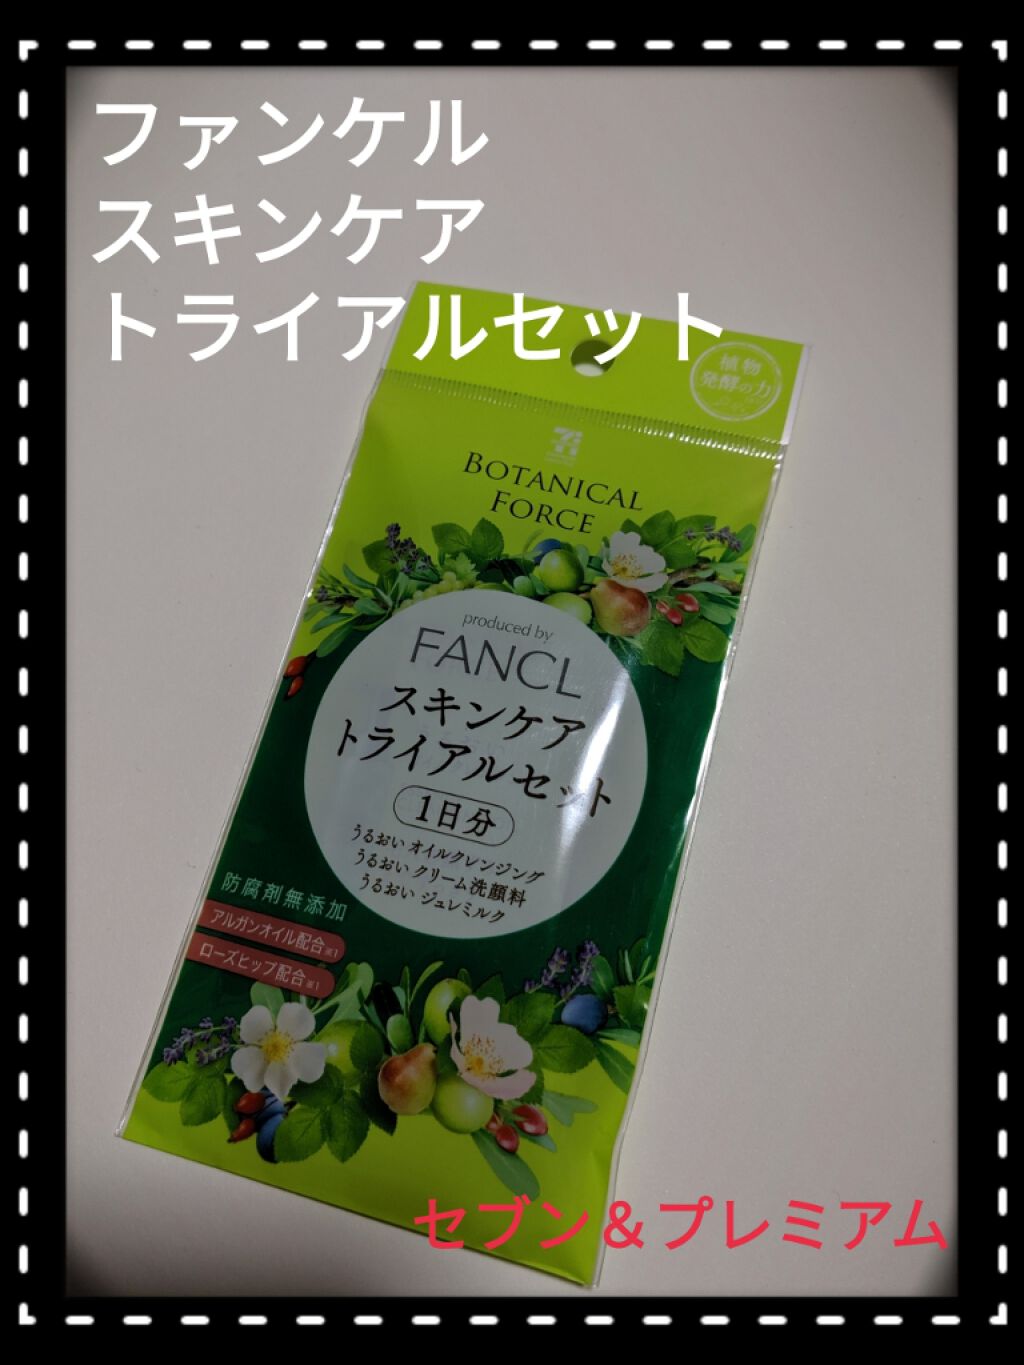 ファンケル
スキンケア
トライアルセット
植物
発酵の力
BOTANICAL
FORCE
produced by
FANCL
スキンケア
トライアルセット
1日分
うるおい オイルクレンジング
うるおい クリーム洗顔料
うるおい ジュレミルク
防腐剤無添加
アルガンオイル配合※1
ローズヒップ配合※1
セブン&プレミアム